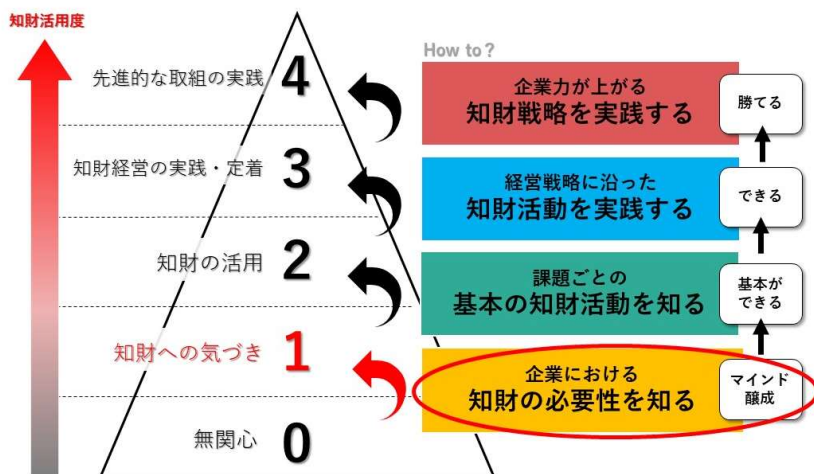 知財活用度
How to?
先進的な取組の実践 4
企業力が上がる
知財戦略を実践する
勝てる
知財経営の実践・定着 3
経営戦略に沿った
知財活動を実践する
できる
知財の活用 2
課題ごとの
基本の知財活動を知る
基本が
できる
知財への気づき 1
企業における
知財の必要性を知る
マインド
醸成
無関心 0